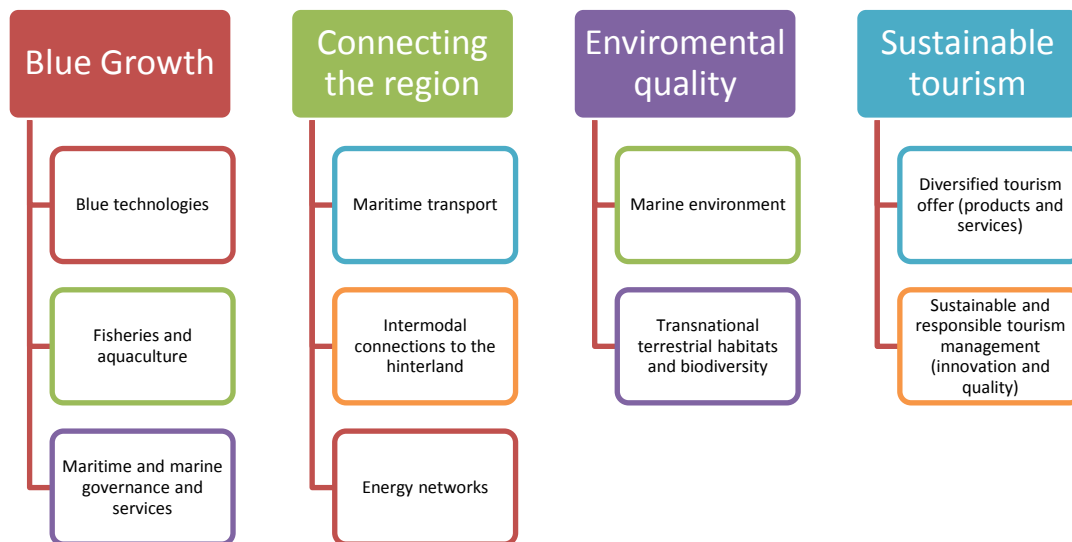 Blue Growth
Blue technologies
Fisheries and
aquaculture
Maritime and marine
governance and
services
Connecting
the region
Maritime transport
Intermodal
connections to the
hinterland
Energy networks
Enviromental
quality
Marine environment
Transnational
terrestrial habitats
and biodiversity
Sustainable
tourism
Diversified tourism
offer (products and
services)
Sustainable and
responsible tourism
management
(innovation and
quality)